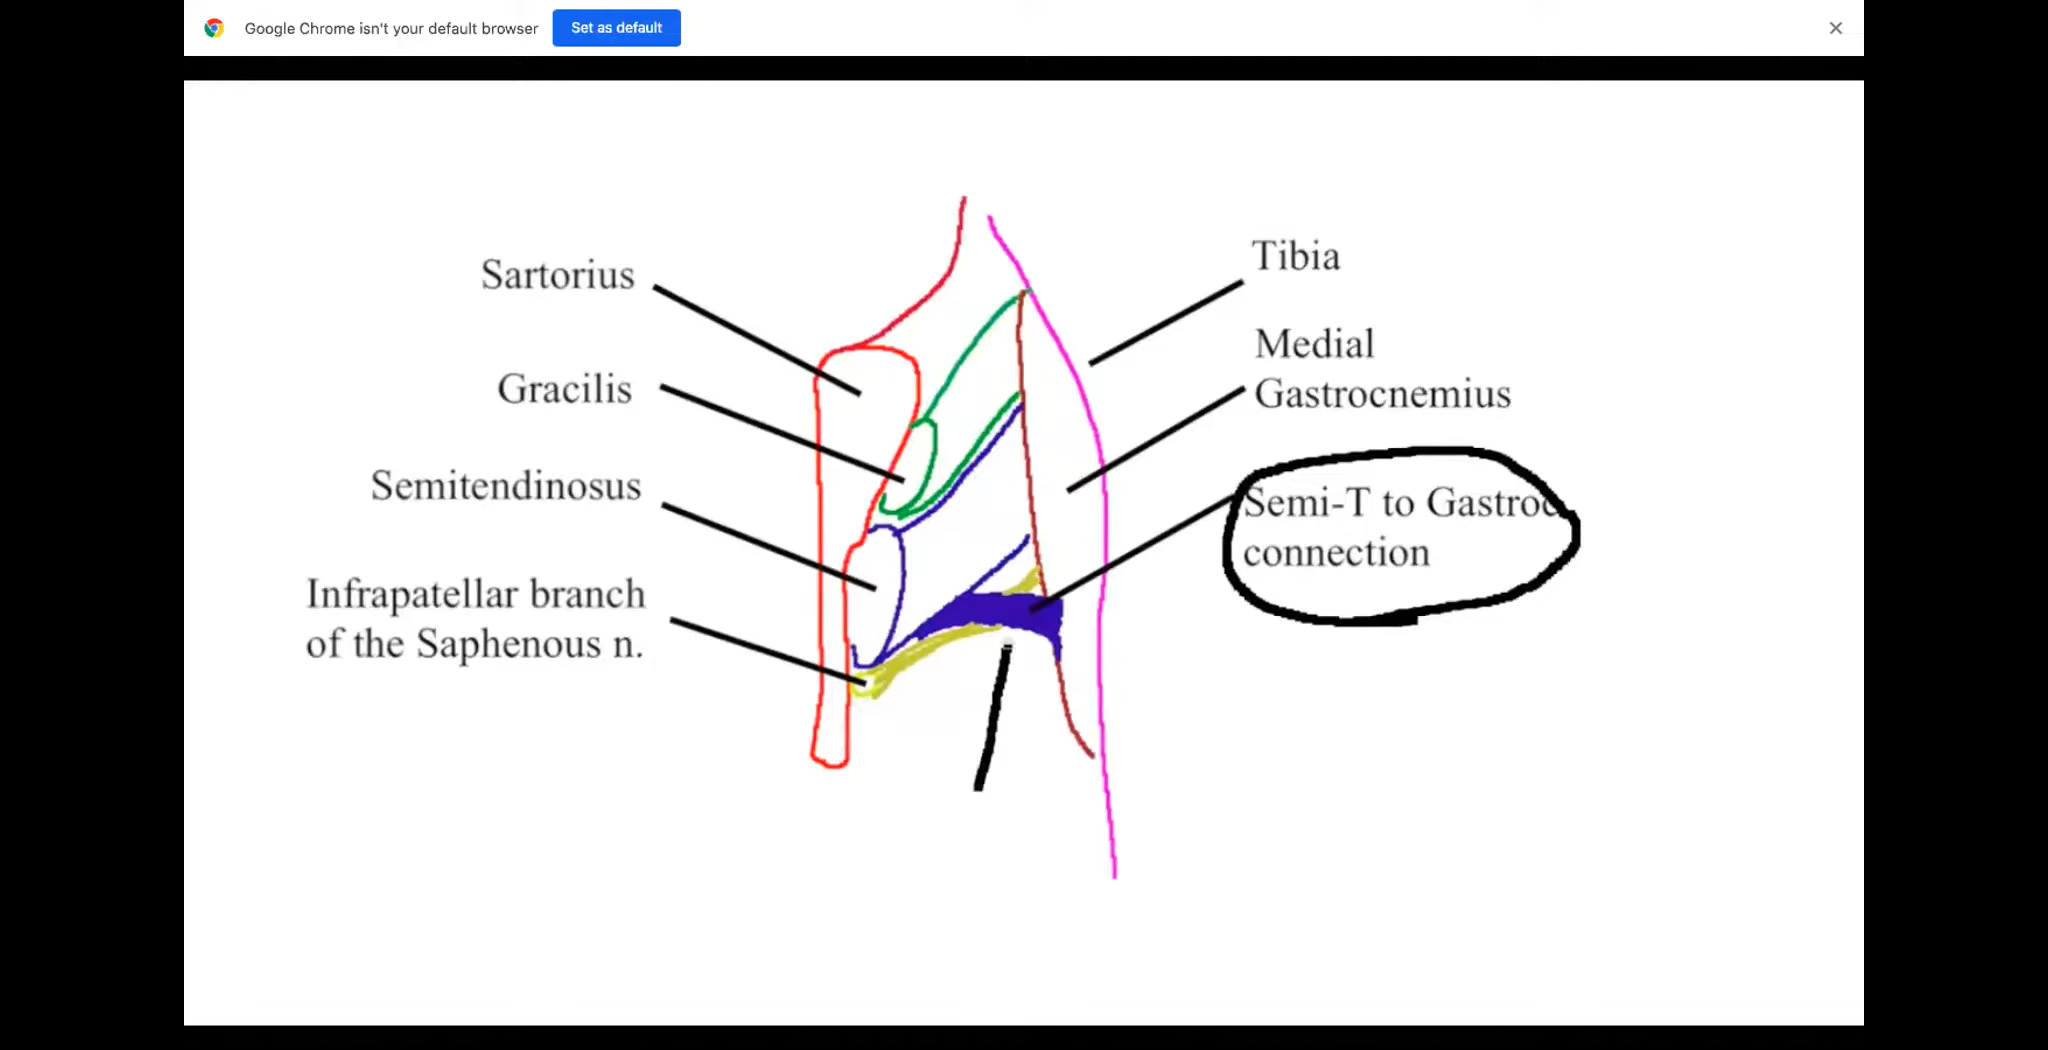 Google Chrome isn't your default browser
Set as default
Sartorius
Gracilis
Semitendinosus
Infrapatellar branch
of the Saphenous n.
Tibia
Medial
Gastrocnemius
Semi-T to Gastroc
connection